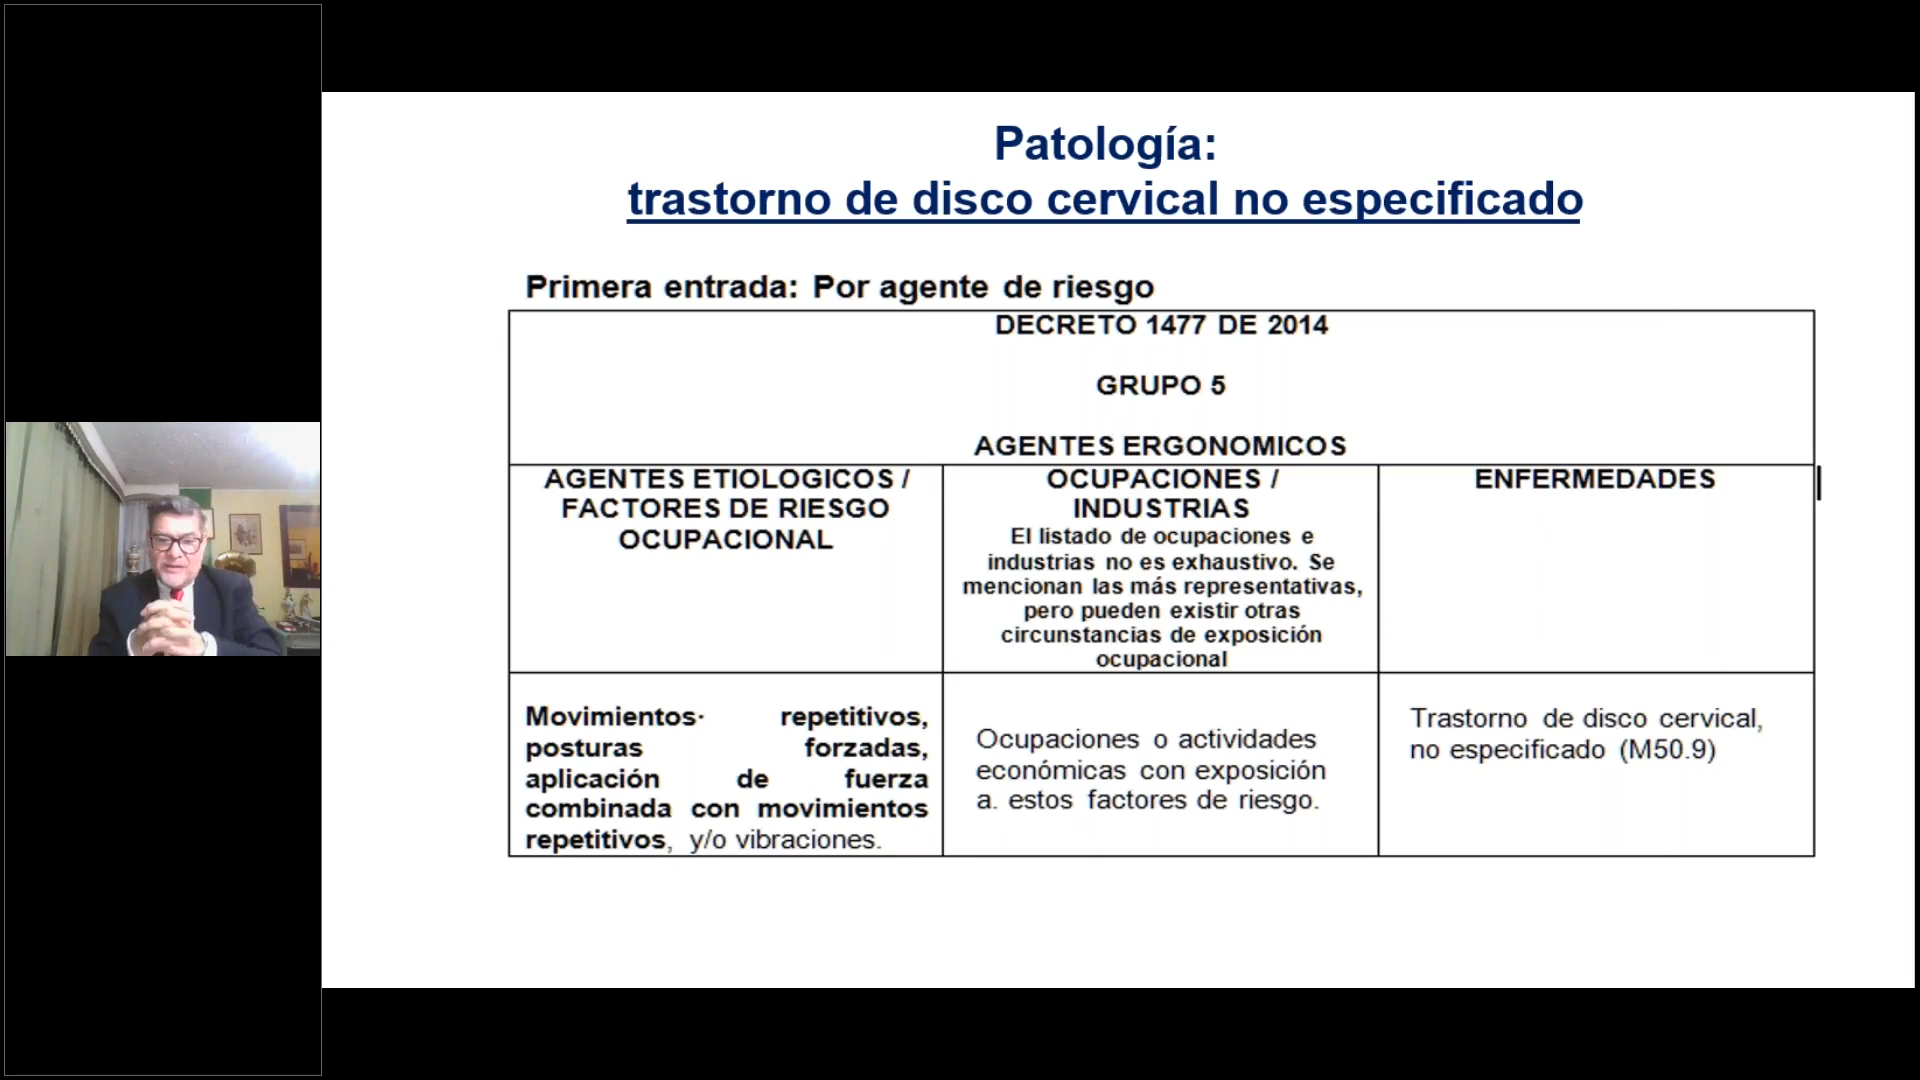 Patología:
trastorno de disco cervical no especificado
Primera entrada: Por agente de riesgo
DECRETO 1477 DE 2014
GRUPO 5
AGENTES ERGONOMICOS
AGENTES ETIOLOGICOS /
FACTORES DE RIESGO
OCUPACIONAL
OCUPACIONES /
INDUSTRIAS
El listado de ocupaciones e
industrias no es exhaustivo. Se
mencionan las más representativas,
pero pueden existir otras
circunstancias de exposición
ocupacional
ENFERMEDADES
Movimientos· repetitivos,
posturas forzadas,
aplicación de fuerza
combinada con movimientos
repetitivos, y/o vibraciones.
Ocupaciones o actividades
económicas con exposición
a. estos factores de riesgo.
Trastorno de disco cervical,
no especificado (M50.9)